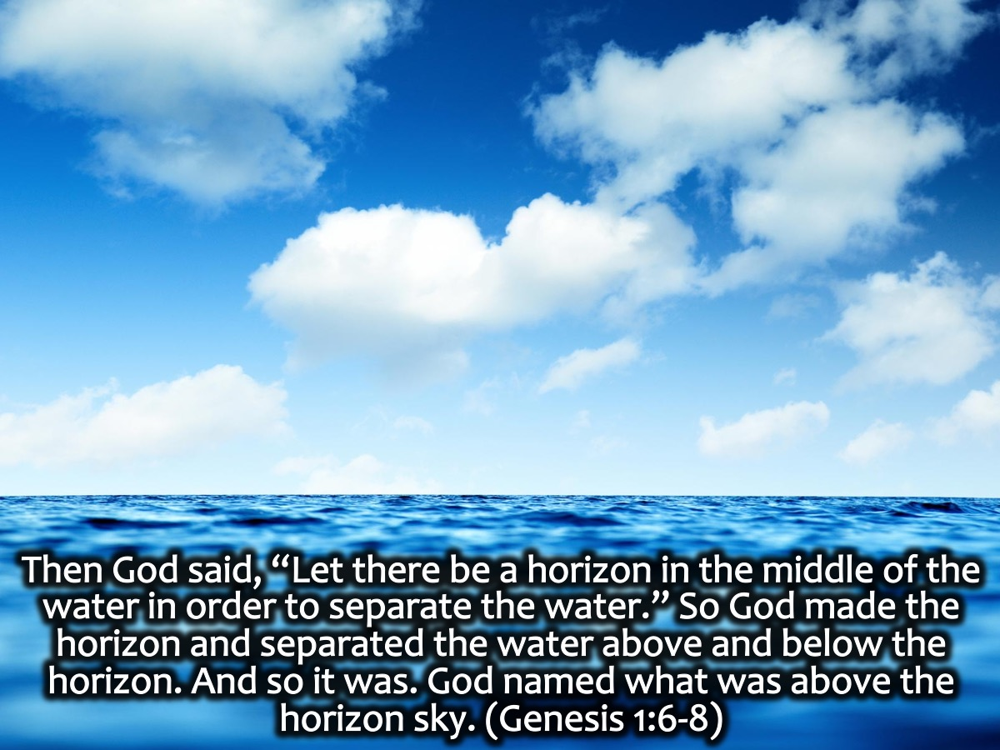 Then God said, “Let there be a horizon in the middle of the
water in order to separate the water.” So God made the
horizon and separated the water above and below the
horizon. And so it was. God named what was above the
horizon sky. (Genesis 1:6-8)